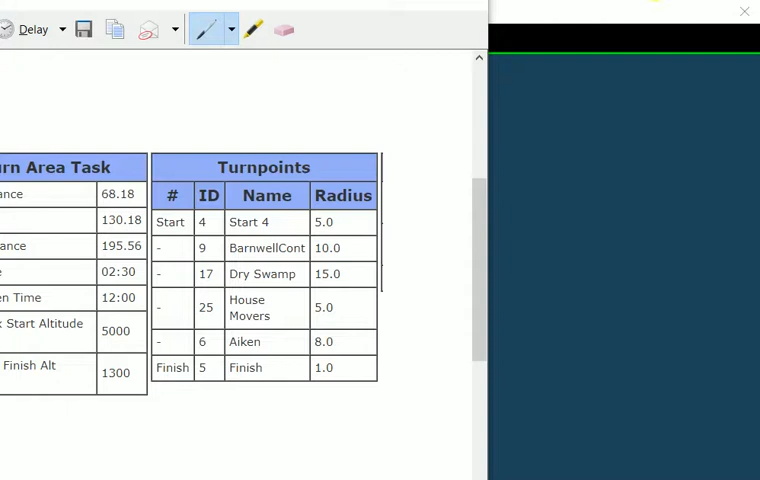 Delay
urn Area Task
ance 68.18
130.18
ance 195.56
e 02:30
en Time 12:00
x Start Altitude 5000
Finish Alt 1300
Turnpoints
# ID Name Radius
Start 4 Start 4 5.0
- 9 BarnwellCont 10.0
- 17 Dry Swamp 15.0
- 25 House Movers 5.0
- 6 Aiken 8.0
Finish 5 Finish 1.0